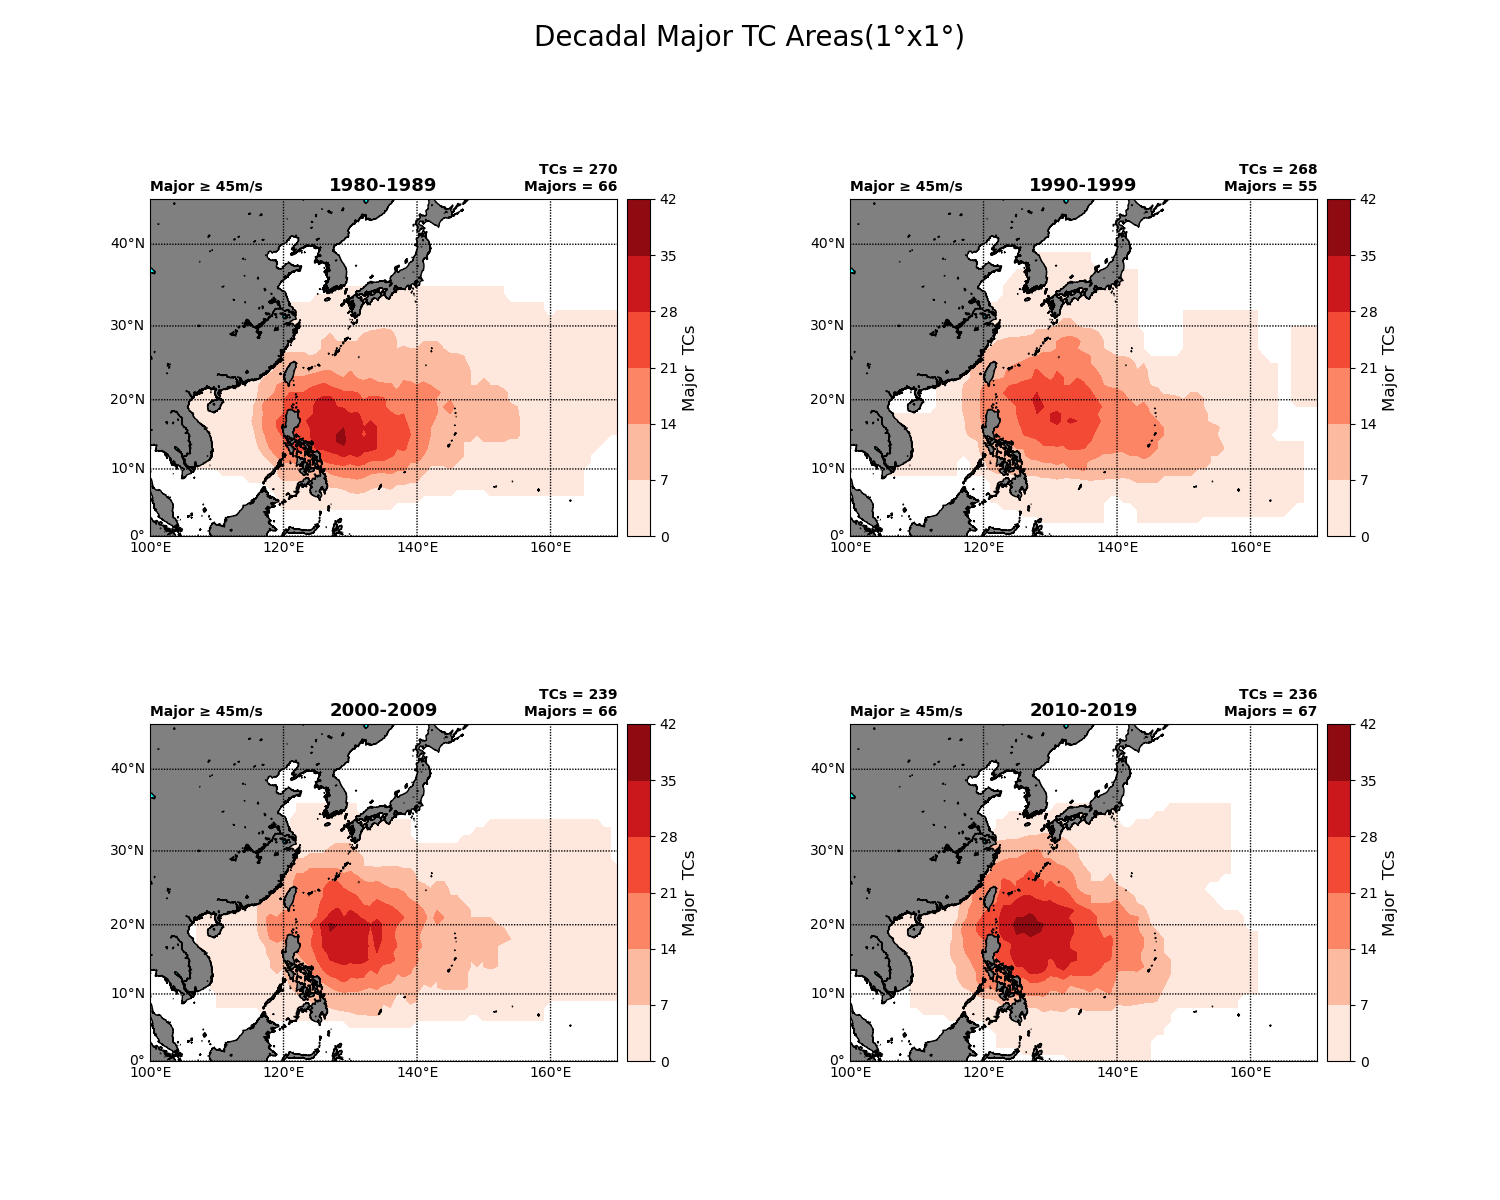 Decadal Major TC Areas(1°x1°)
TCs = 270
Major ≥ 45m/s 1980-1989 Majors = 66
40°N
30°N
20°N
10°N
0°
100°E 120°E 140°E 160°E
42
35
28
21
14
7
0
Major TCs
TCs = 268
Major ≥ 45m/s 1990-1999 Majors = 55
40°N
30°N
20°N
10°N
0°
100°E 120°E 140°E 160°E
42
35
28
21
14
7
0
Major TCs
TCs = 239
Major ≥ 45m/s 2000-2009 Majors = 66
40°N
30°N
20°N
10°N
0°
100°E 120°E 140°E 160°E
42
35
28
21
14
7
0
Major TCs
TCs = 236
Major ≥ 45m/s 2010-2019 Majors = 67
40°N
30°N
20°N
10°N
0°
100°E 120°E 140°E 160°E
42
35
28
21
14
7
0
Major TCs